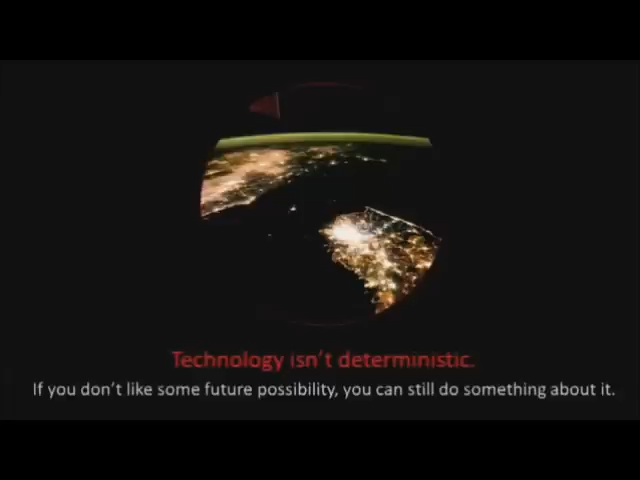 Technology isn't deterministic.
If you don't like some future possibility, you can still do something about it.